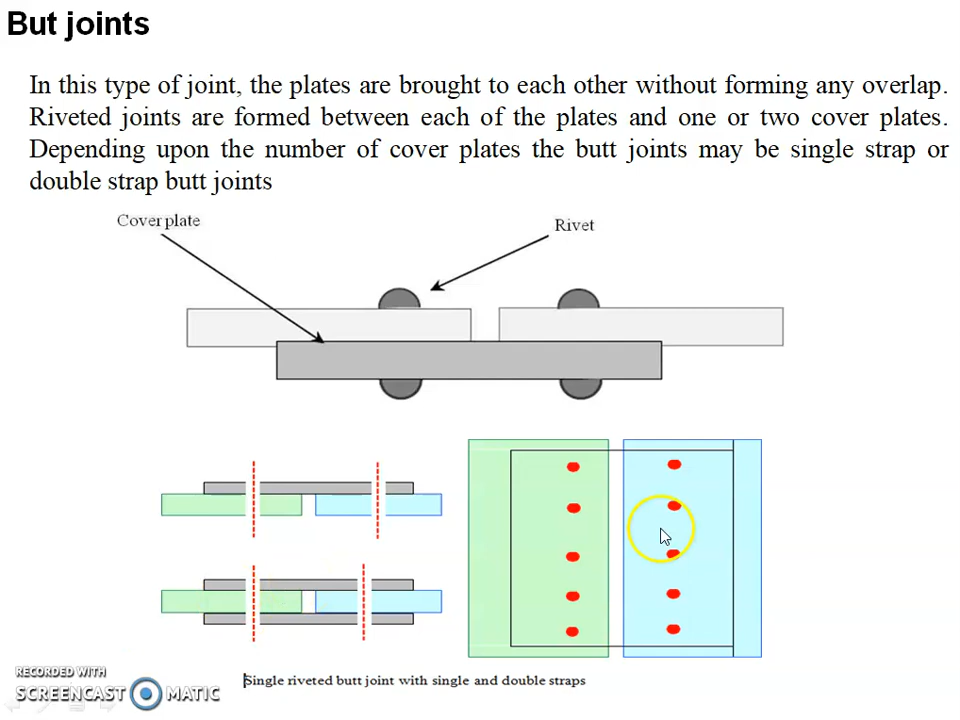 But joints
In this type of joint, the plates are brought to each other without forming any overlap.
Riveted joints are formed between each of the plates and one or two cover plates.
Depending upon the number of cover plates the butt joints may be single strap or
double strap butt joints
Cover plate
Rivet
RECORDED WITH
SCREENCAST MATIC
Single riveted butt joint with single and double straps